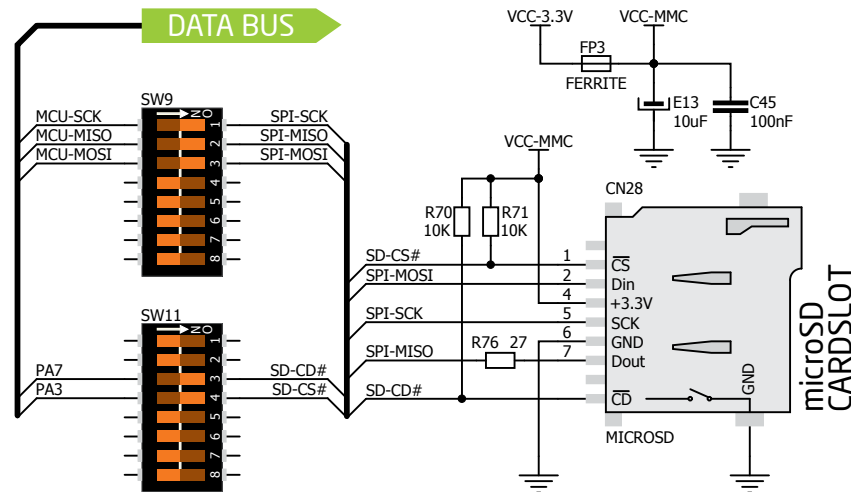 DATA BUS
VCC-3.3V
VCC-MMC
FP3
FERRITE
E13
10uF
C45
100nF
SW9
NO
MCU-SCK
SPI-SCK
1
MCU-MISO
SPI-MISO
2
MCU-MOSI
SPI-MOSI
3
4
5
6
7
8
VCC-MMC
R70
10K
R71
10K
CN28
SD-CS#
1
CS
SPI-MOSI
2
Din
4
+3.3V
SPI-SCK
5
SCK
6
GND
SPI-MISO
R76 27
7
Dout
SD-CD#
CD
GND
MICROSD
microSD
CARDSLOT
SW11
NO
1
2
PA7
SD-CD#
3
PA3
SD-CS#
4
5
6
7
8